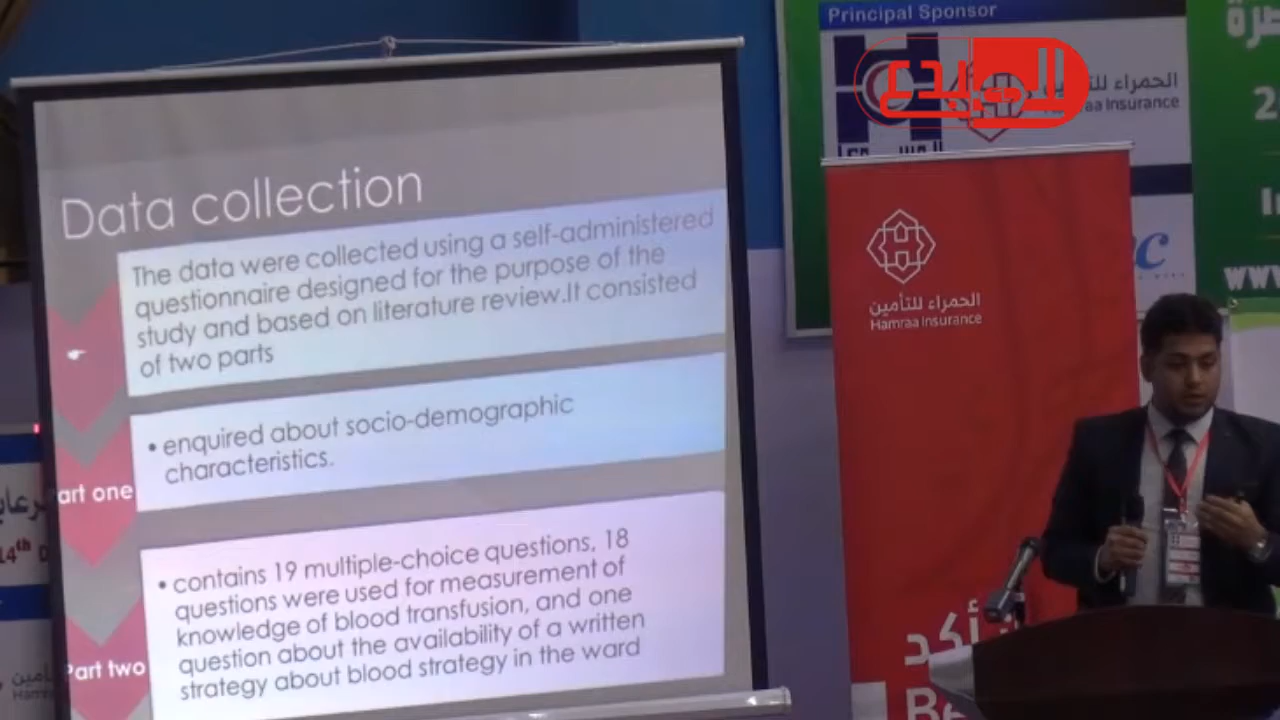 Data collection
The data were collected using a self-administered
questionnaire designed for the purpose of the
study and based on literature review.It consisted
of two parts
art one
• enquired about socio-demographic
characteristics.
Part two
• contains 19 multiple-choice questions, 18
questions were used for measurement of
knowledge of blood transfusion, and one
question about the availability of a written
strategy about blood strategy in the ward
Principal Sponsor
الحمراء للتأمين
Hamraa Insurance
المبدع
الحمراء للتأمين
Hamraa Insurance
14th D
www